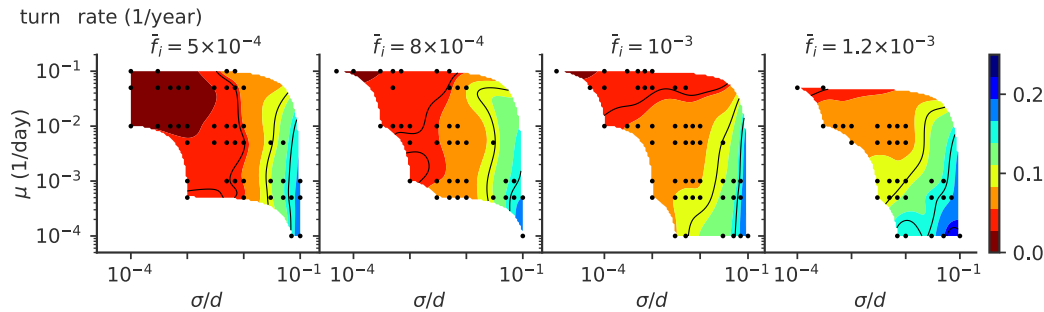 turn rate (1/year)
f̄ᵢ = 5×10⁻⁴
f̄ᵢ = 8×10⁻⁴
f̄ᵢ = 10⁻³
f̄ᵢ = 1.2×10⁻³
μ (1/day)
10⁻¹
10⁻²
10⁻³
10⁻⁴
0.2
0.1
0.0
10⁻⁴ 10⁻¹
10⁻⁴ 10⁻¹
10⁻⁴ 10⁻¹
10⁻⁴ 10⁻¹
σ/d
σ/d
σ/d
σ/d